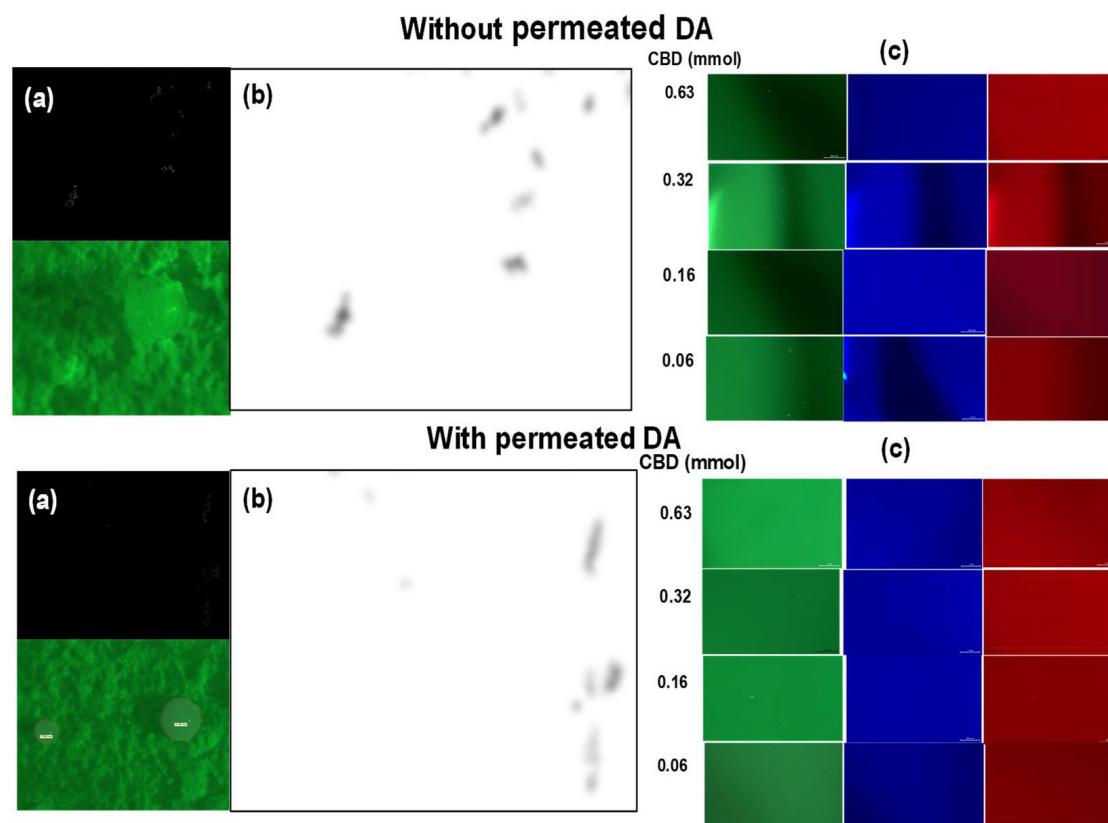 Without permeated DA
(a)
(b)
CBD (mmol)
(c)
0.63
0.32
0.16
0.06
With permeated DA
(a)
(b)
CBD (mmol)
(c)
0.63
0.32
0.16
0.06